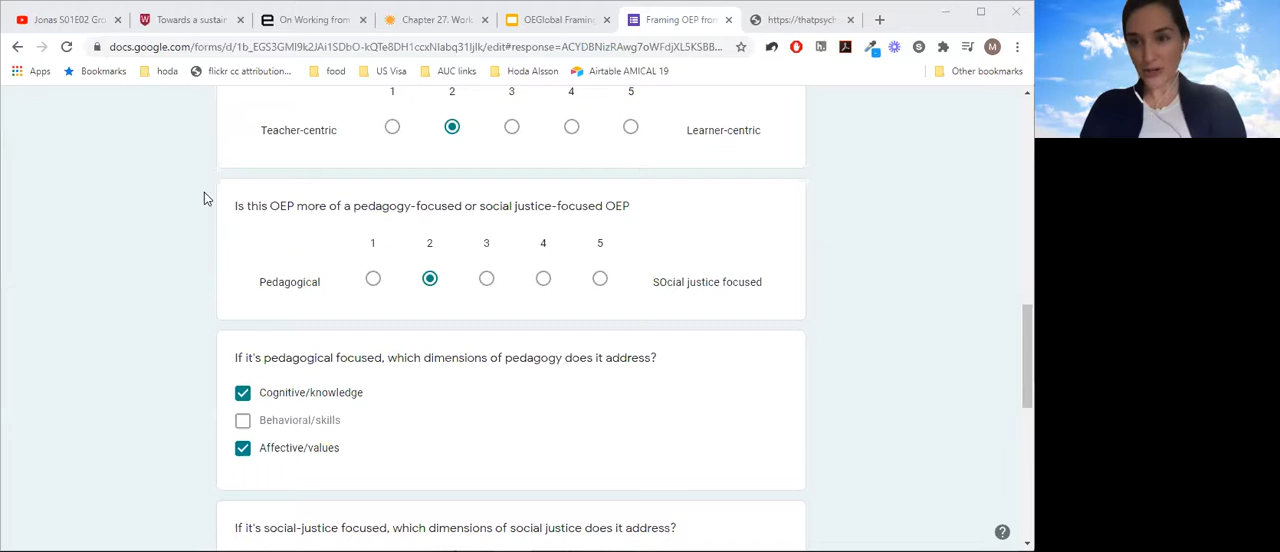 Jonas S01E02 Gro
Towards a sustain
On Working from
Chapter 27. Work
OEGlobal Framing
Framing OEP from
https://thatpsych
docs.google.com/forms/d/1b_EGS3GMI9k2JAi1SDbO-kQTe8DH1ccxNIabq31IjIk/edit#response=ACYDBNizRAwg7oWFdjXL5KSBB...
M
Apps
Bookmarks
hoda
flickr cc attribution...
food
US Visa
AUC links
Hoda Alsson
Airtable AMICAL 19
Other bookmarks
1 2 3 4 5
Teacher-centric
Learner-centric
Is this OEP more of a pedagogy-focused or social justice-focused OEP
1 2 3 4 5
Pedagogical
SOcial justice focused
If it's pedagogical focused, which dimensions of pedagogy does it address?
Cognitive/knowledge
Behavioral/skills
Affective/values
If it's social-justice focused, which dimensions of social justice does it address?